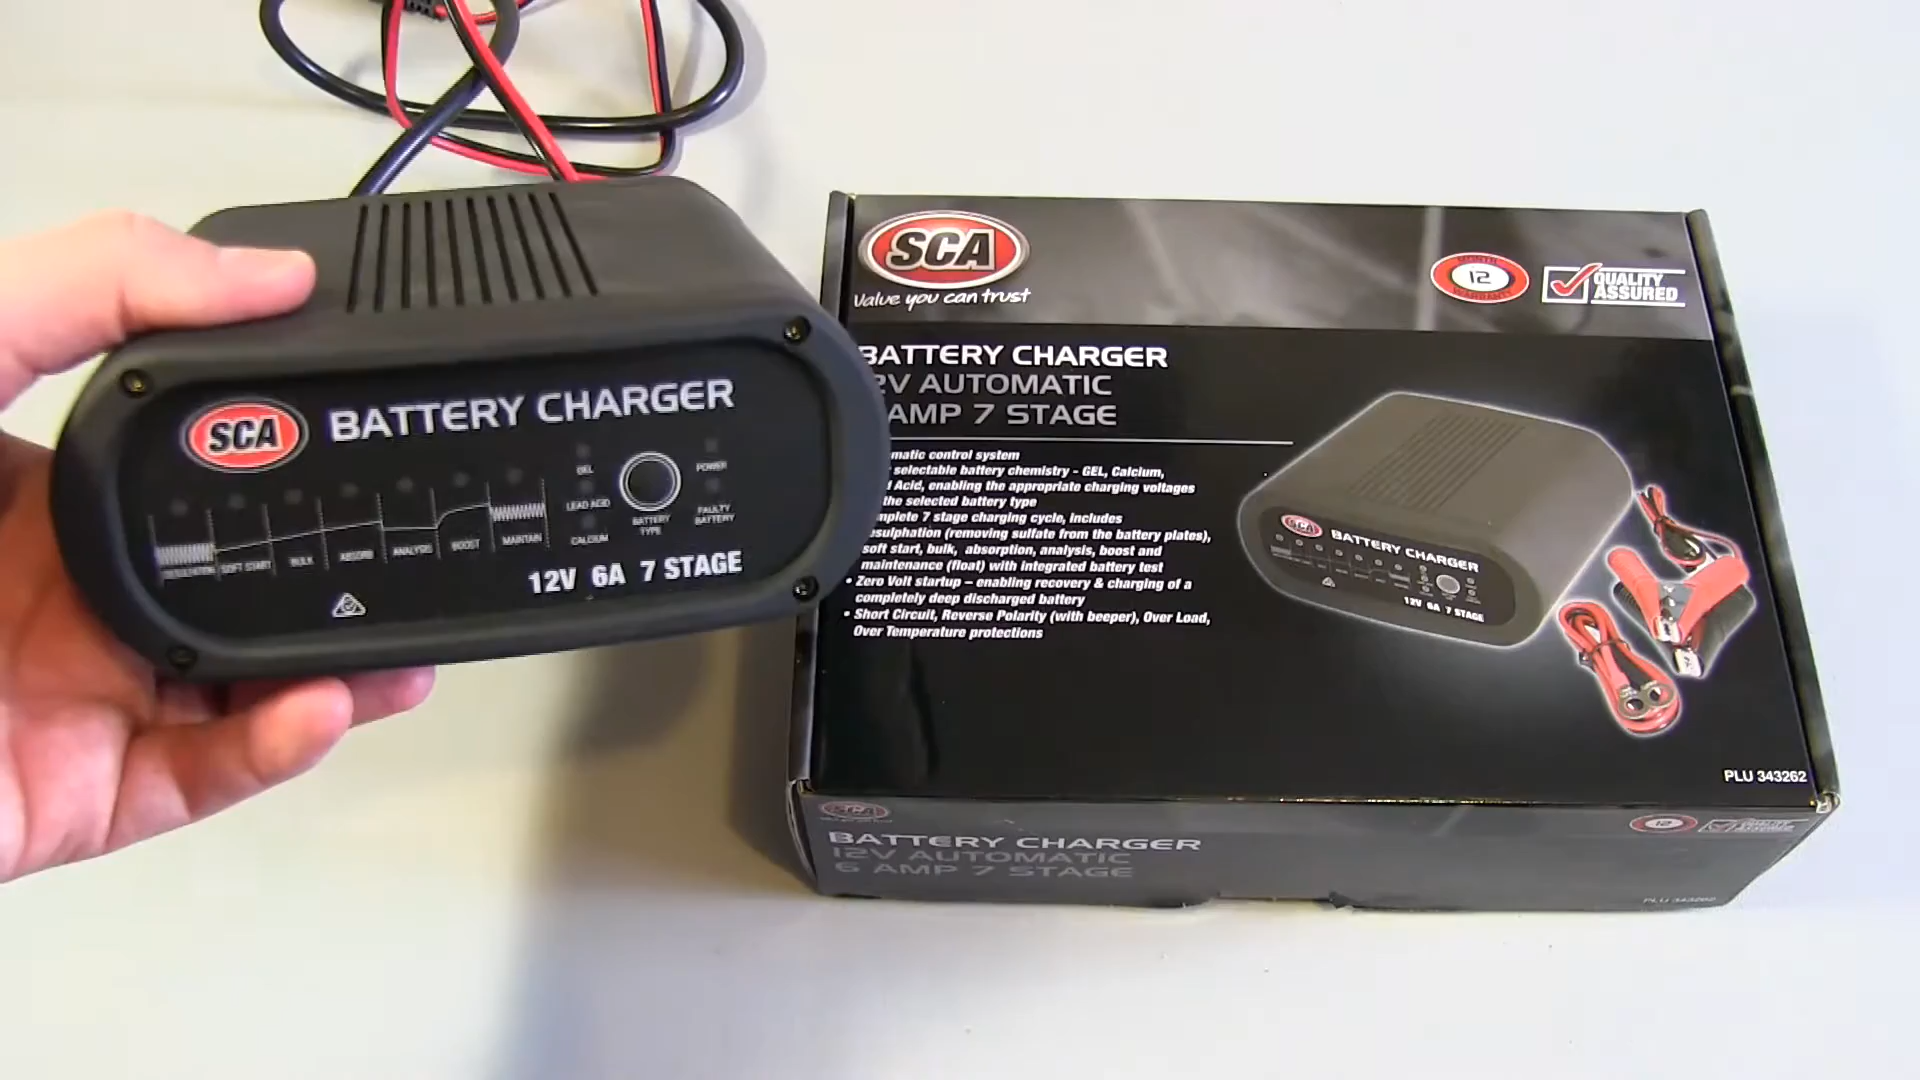 SCA
BATTERY CHARGER
GEL
LEAD ACID
CALCIUM
BATTERY
TYPE
POWER
FAULTY
BATTERY
SOFT START
BULK
ABSORB
ANALYSIS
BOOST
MAINTAIN
12V 6A 7 STAGE
SCA
Value you can trust
12
QUALITY
ASSURED
BATTERY CHARGER
AUTOMATIC
AMP 7 STAGE
control system
selectable battery chemistry - GEL, Calcium,
Acid, enabling the appropriate charging voltages
the selected battery type
7 stage charging cycle, includes
(removing sulfate from the battery plates),
soft start, bulk, absorption, analysis, boost and
maintenance (float) with integrated battery test
• Zero Volt startup – enabling recovery & charging of a
completely deep discharged battery
• Short Circuit, Reverse Polarity (with beeper), Over Load,
Over Temperature protections
SCA
BATTERY CHARGER
12V 6A 7 STAGE
PLU 343262
SCA
BATTERY CHARGER
12V AUTOMATIC
6 AMP 7 STAGE
12
PLU 343262